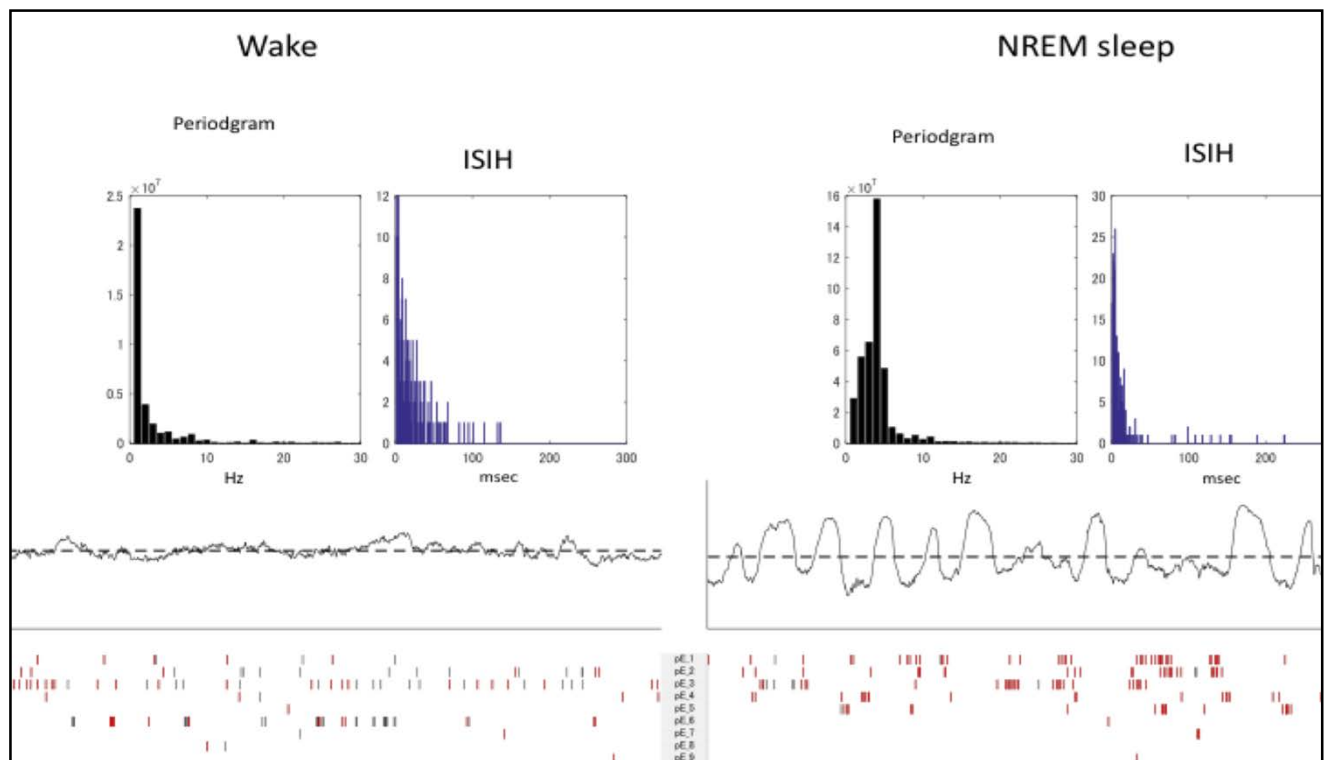 Wake
NREM sleep
Periodgram
ISIH
Periodgram
ISIH
×10⁷
2.5
2
1.5
1
0.5
0
0 10 20 30
Hz
12
10
8
6
4
2
0
0 100 200 300
msec
×10⁷
16
14
12
10
8
6
4
2
0
0 10 20 30
Hz
30
25
20
15
10
5
0
0 100 200
msec
pE_1
pE_2
pE_3
pE_4
pE_5
pE_6
pE_7
pE_8
pE_9